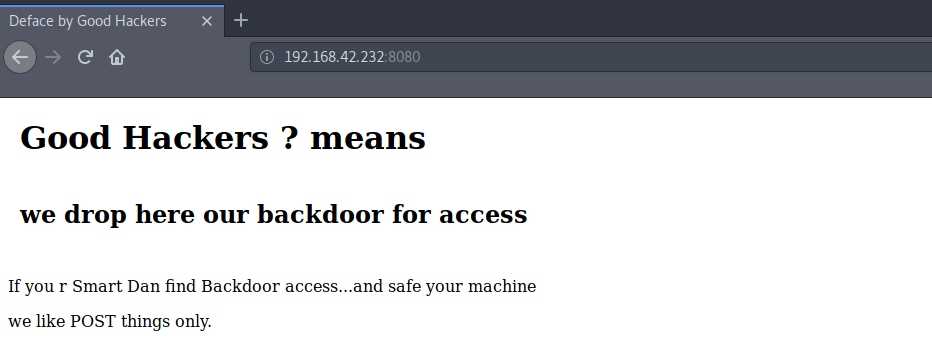 Deface by Good Hackers
192.168.42.232:8080
Good Hackers ? means
we drop here our backdoor for access
If you r Smart Dan find Backdoor access...and safe your machine
we like POST things only.